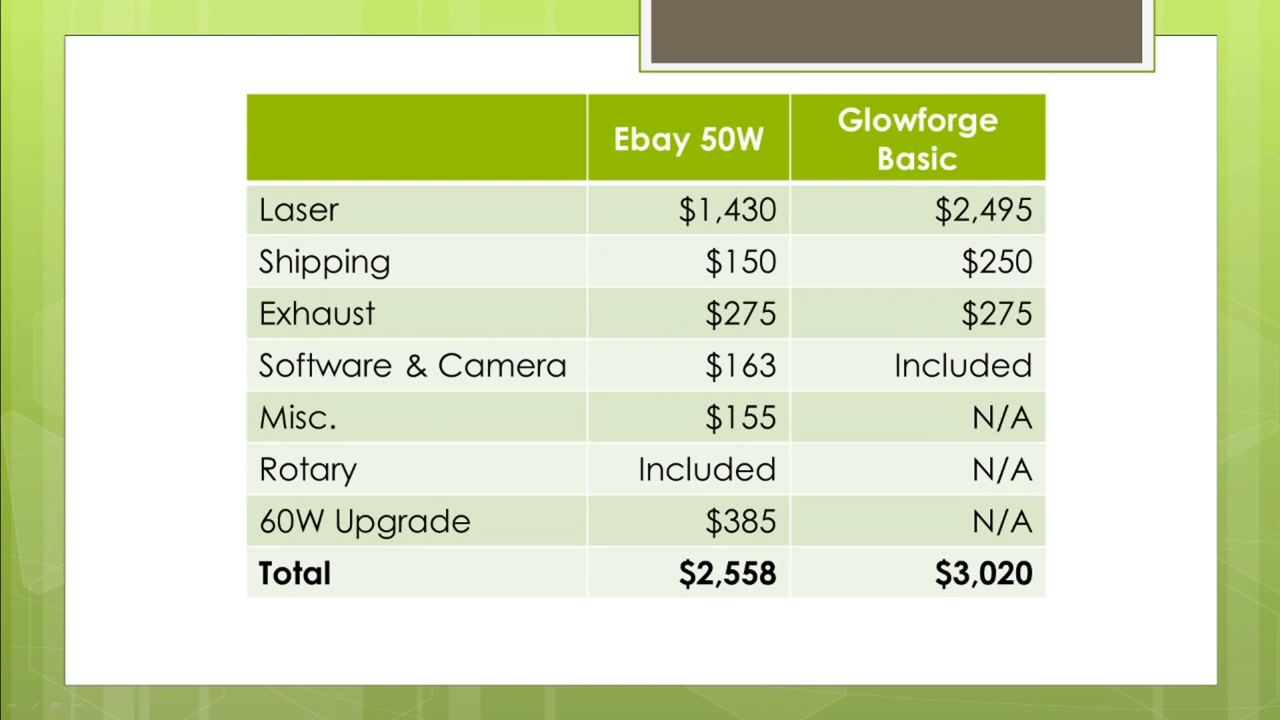 Ebay 50W Glowforge
Basic
Laser $1,430 $2,495
Shipping $150 $250
Exhaust $275 $275
Software & Camera $163 Included
Misc. $155 N/A
Rotary Included N/A
60W Upgrade $385 N/A
Total $2,558 $3,020